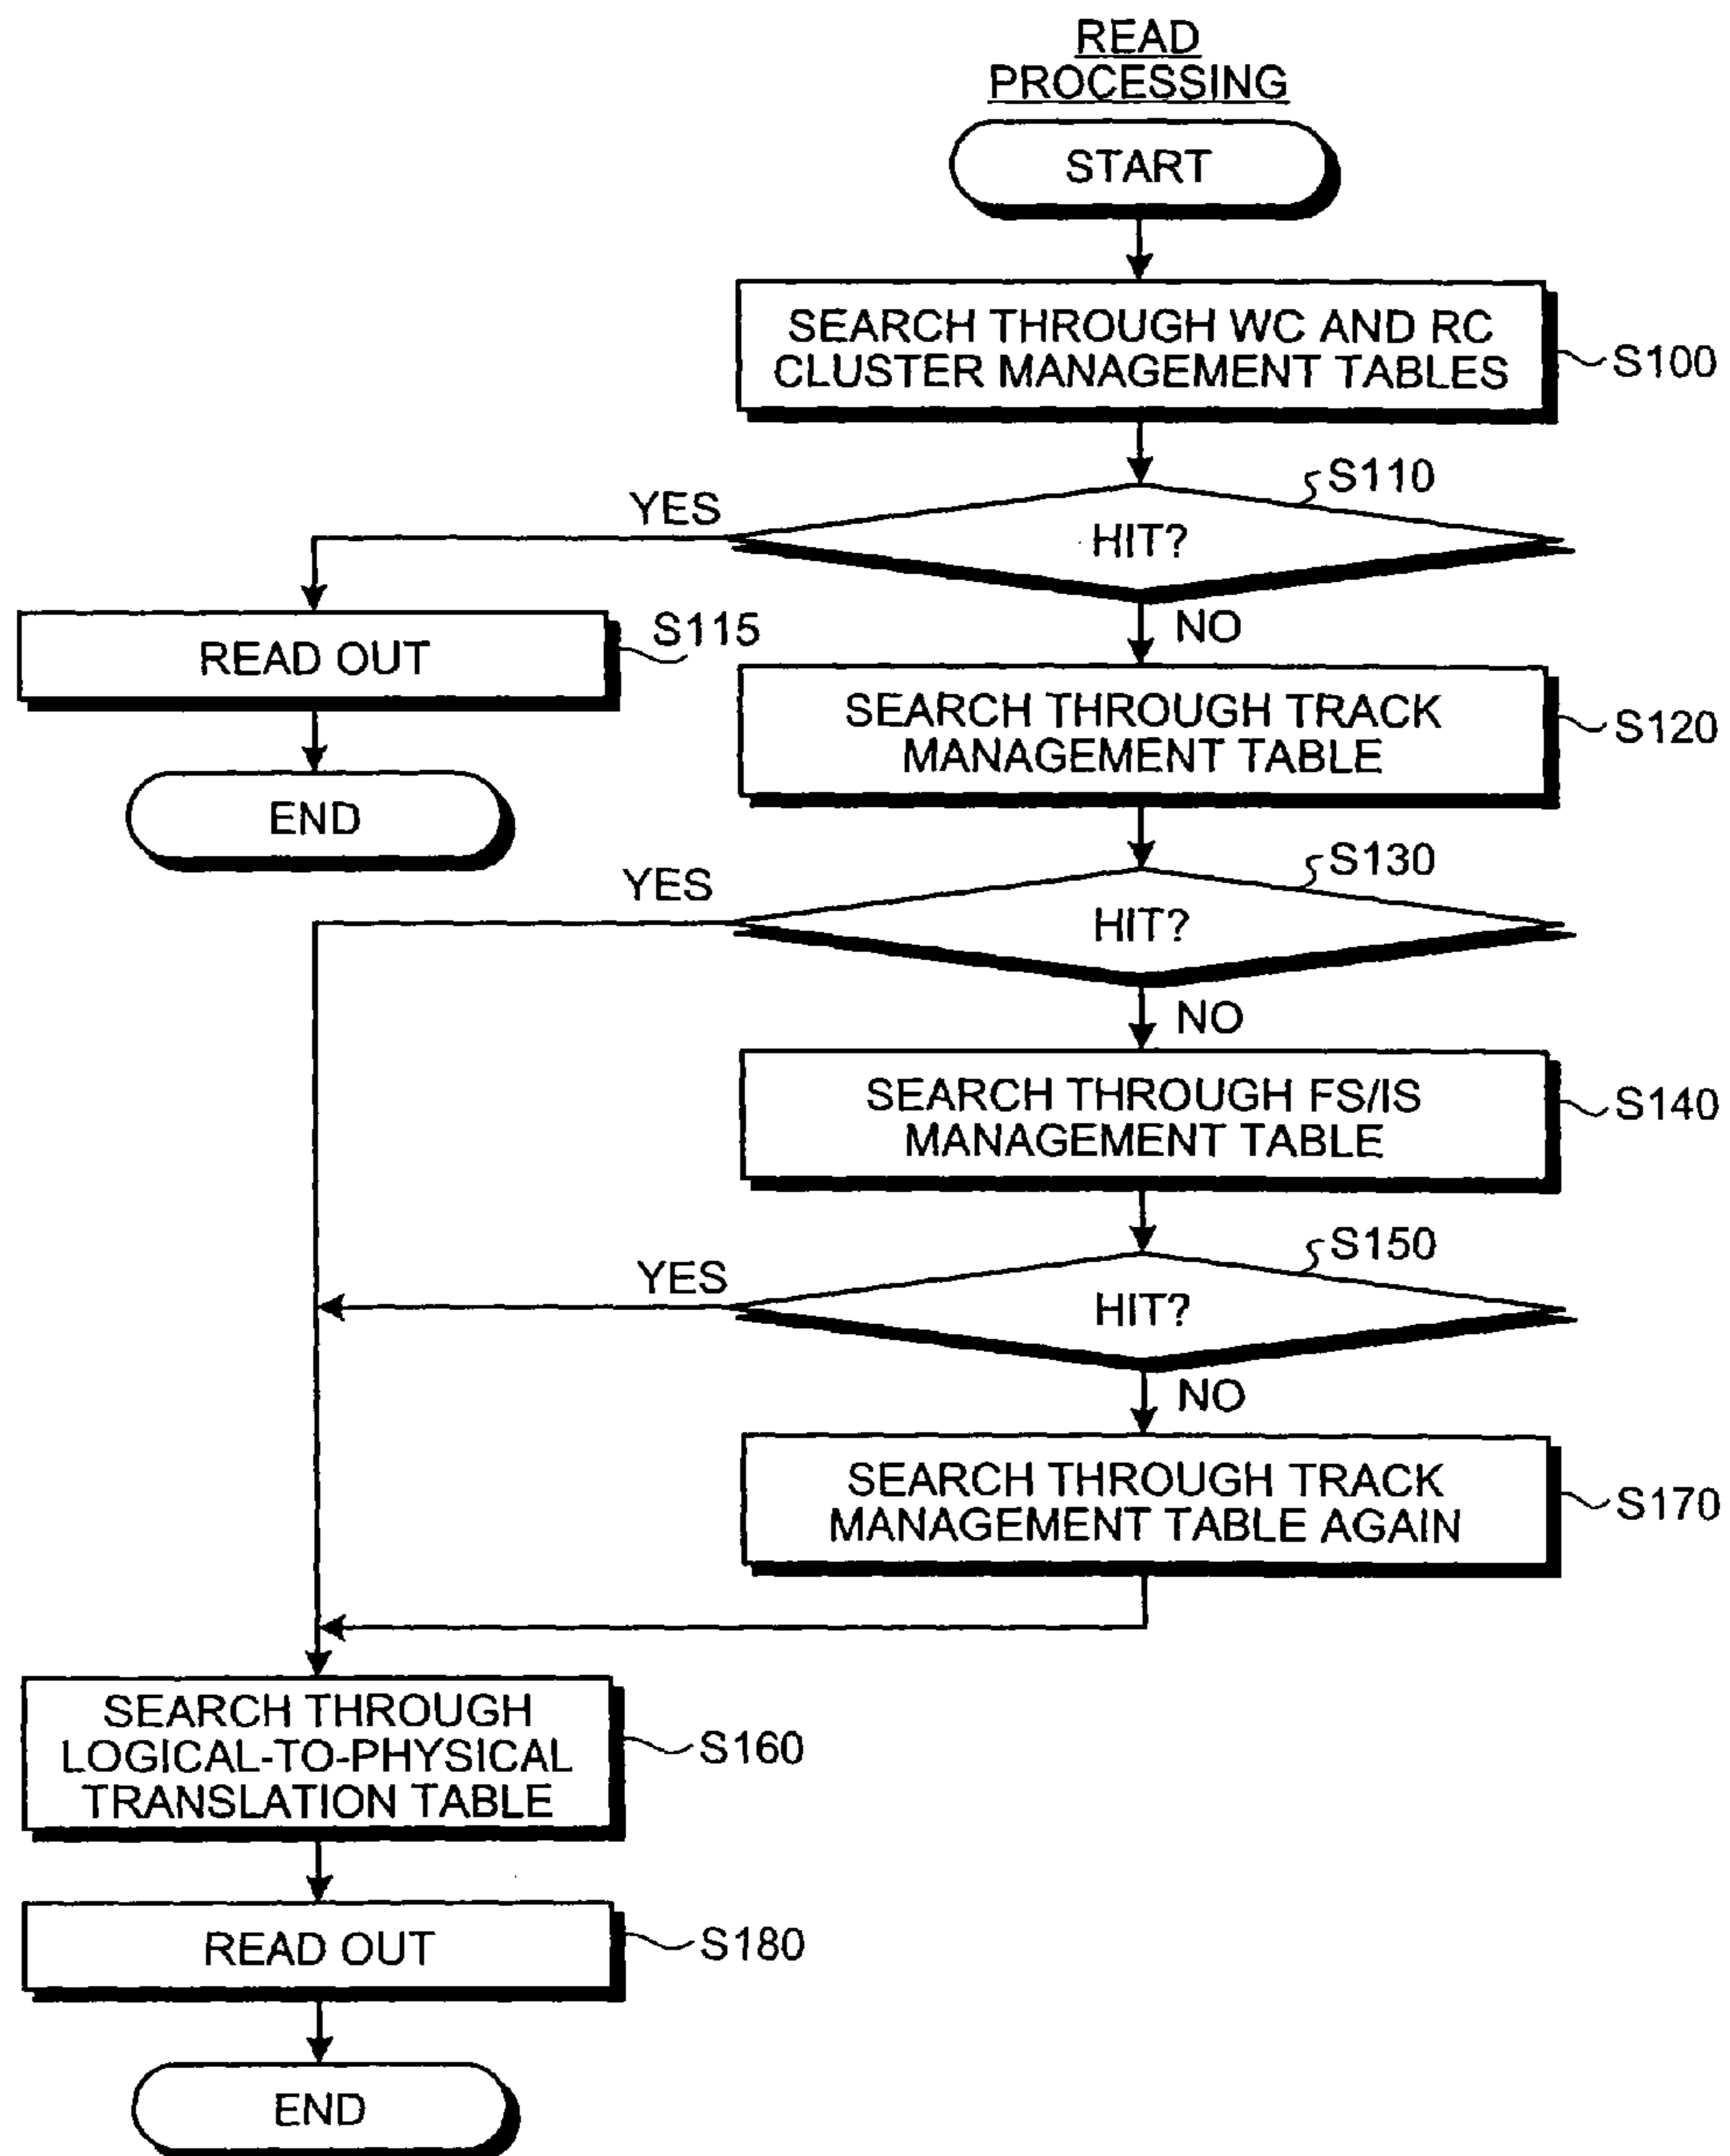 READ
PROCESSING
START
SEARCH THROUGH WC AND RC
CLUSTER MANAGEMENT TABLES
S100
S110
YES
HIT?
NO
READ OUT
S115
END
SEARCH THROUGH TRACK
MANAGEMENT TABLE
S120
S130
YES
HIT?
NO
SEARCH THROUGH FS/IS
MANAGEMENT TABLE
S140
S150
YES
HIT?
NO
SEARCH THROUGH TRACK
MANAGEMENT TABLE AGAIN
S170
SEARCH THROUGH
LOGICAL-TO-PHYSICAL
TRANSLATION TABLE
S160
READ OUT
S180
END